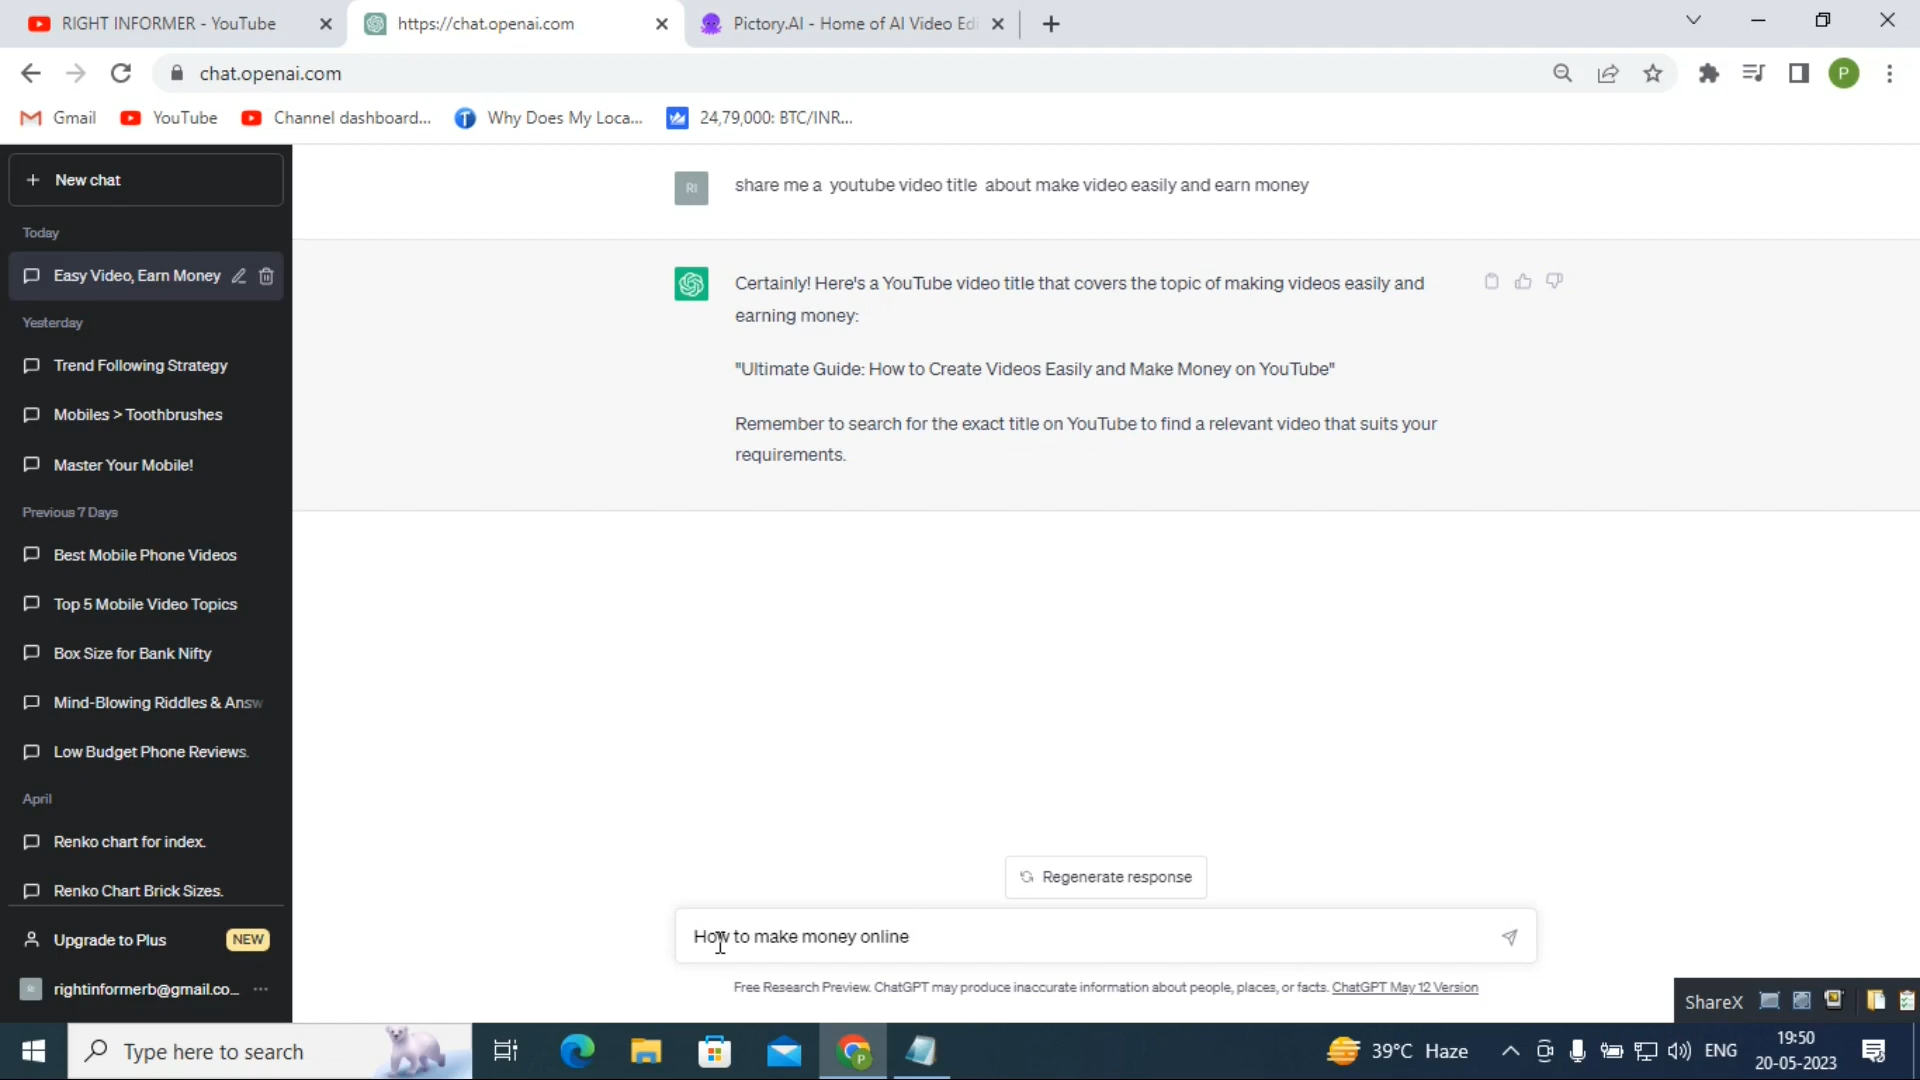 RIGHT INFORMER - YouTube
https://chat.openai.com
Pictory.AI - Home of AI Video Edi
chat.openai.com
P
Gmail
YouTube
Channel dashboard...
Why Does My Loca...
24,79,000: BTC/INR...
New chat
Today
Easy Video, Earn Money
Yesterday
Trend Following Strategy
Mobiles > Toothbrushes
Master Your Mobile!
Previous 7 Days
Best Mobile Phone Videos
Top 5 Mobile Video Topics
Box Size for Bank Nifty
Mind-Blowing Riddles & Answ
Low Budget Phone Reviews.
April
Renko chart for index.
Renko Chart Brick Sizes.
Upgrade to Plus
NEW
rightinformerb@gmail.co...
RI
share me a youtube video title about make video easily and earn money
Certainly! Here's a YouTube video title that covers the topic of making videos easily and
earning money:
"Ultimate Guide: How to Create Videos Easily and Make Money on YouTube"
Remember to search for the exact title on YouTube to find a relevant video that suits your
requirements.
Regenerate response
How to make money online
Free Research Preview. ChatGPT may produce inaccurate information about people, places, or facts. ChatGPT May 12 Version
ShareX
Type here to search
P
39°C Haze
ENG
19:50
20-05-2023